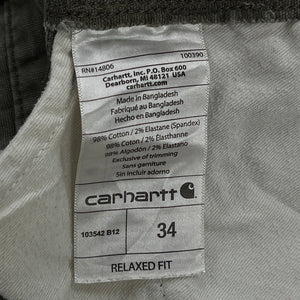 RN#14806 100390
Carhartt, Inc. P.O. Box 600
Dearborn, MI 48121 USA
Made in Bangladesh
Fabriqué au Bangladesh
Hecho en Bangladesh
98% Cotton / 2% Elastane (Spandex)
98% Coton / 2% Élasthanne
98% Algodón / 2% Elastano
Exclusive of trimming
Sans garniture
Sin incluir adorno
carhartt
103542 B12 34
RELAXED FIT